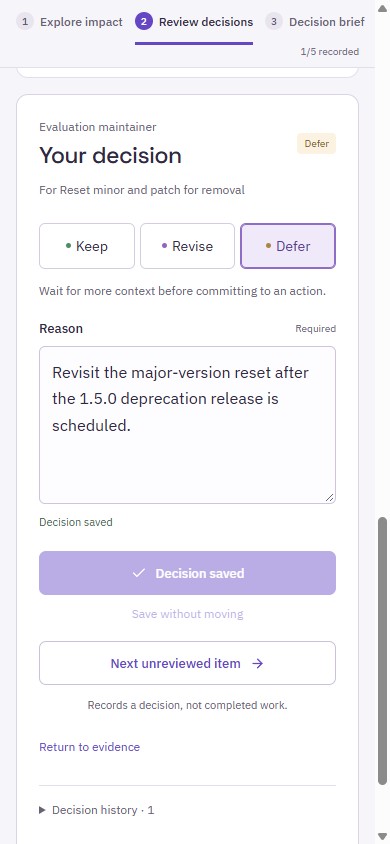 1 Explore impact 2 Review decisions 3 Decision brief
1/5 recorded
Evaluation maintainer
Your decision
Defer
For Reset minor and patch for removal
Keep Revise Defer
Wait for more context before committing to an action.
Reason Required
Revisit the major-version reset after
the 1.5.0 deprecation release is
scheduled.
Decision saved
Decision saved
Save without moving
Next unreviewed item
Records a decision, not completed work.
Return to evidence
Decision history · 1